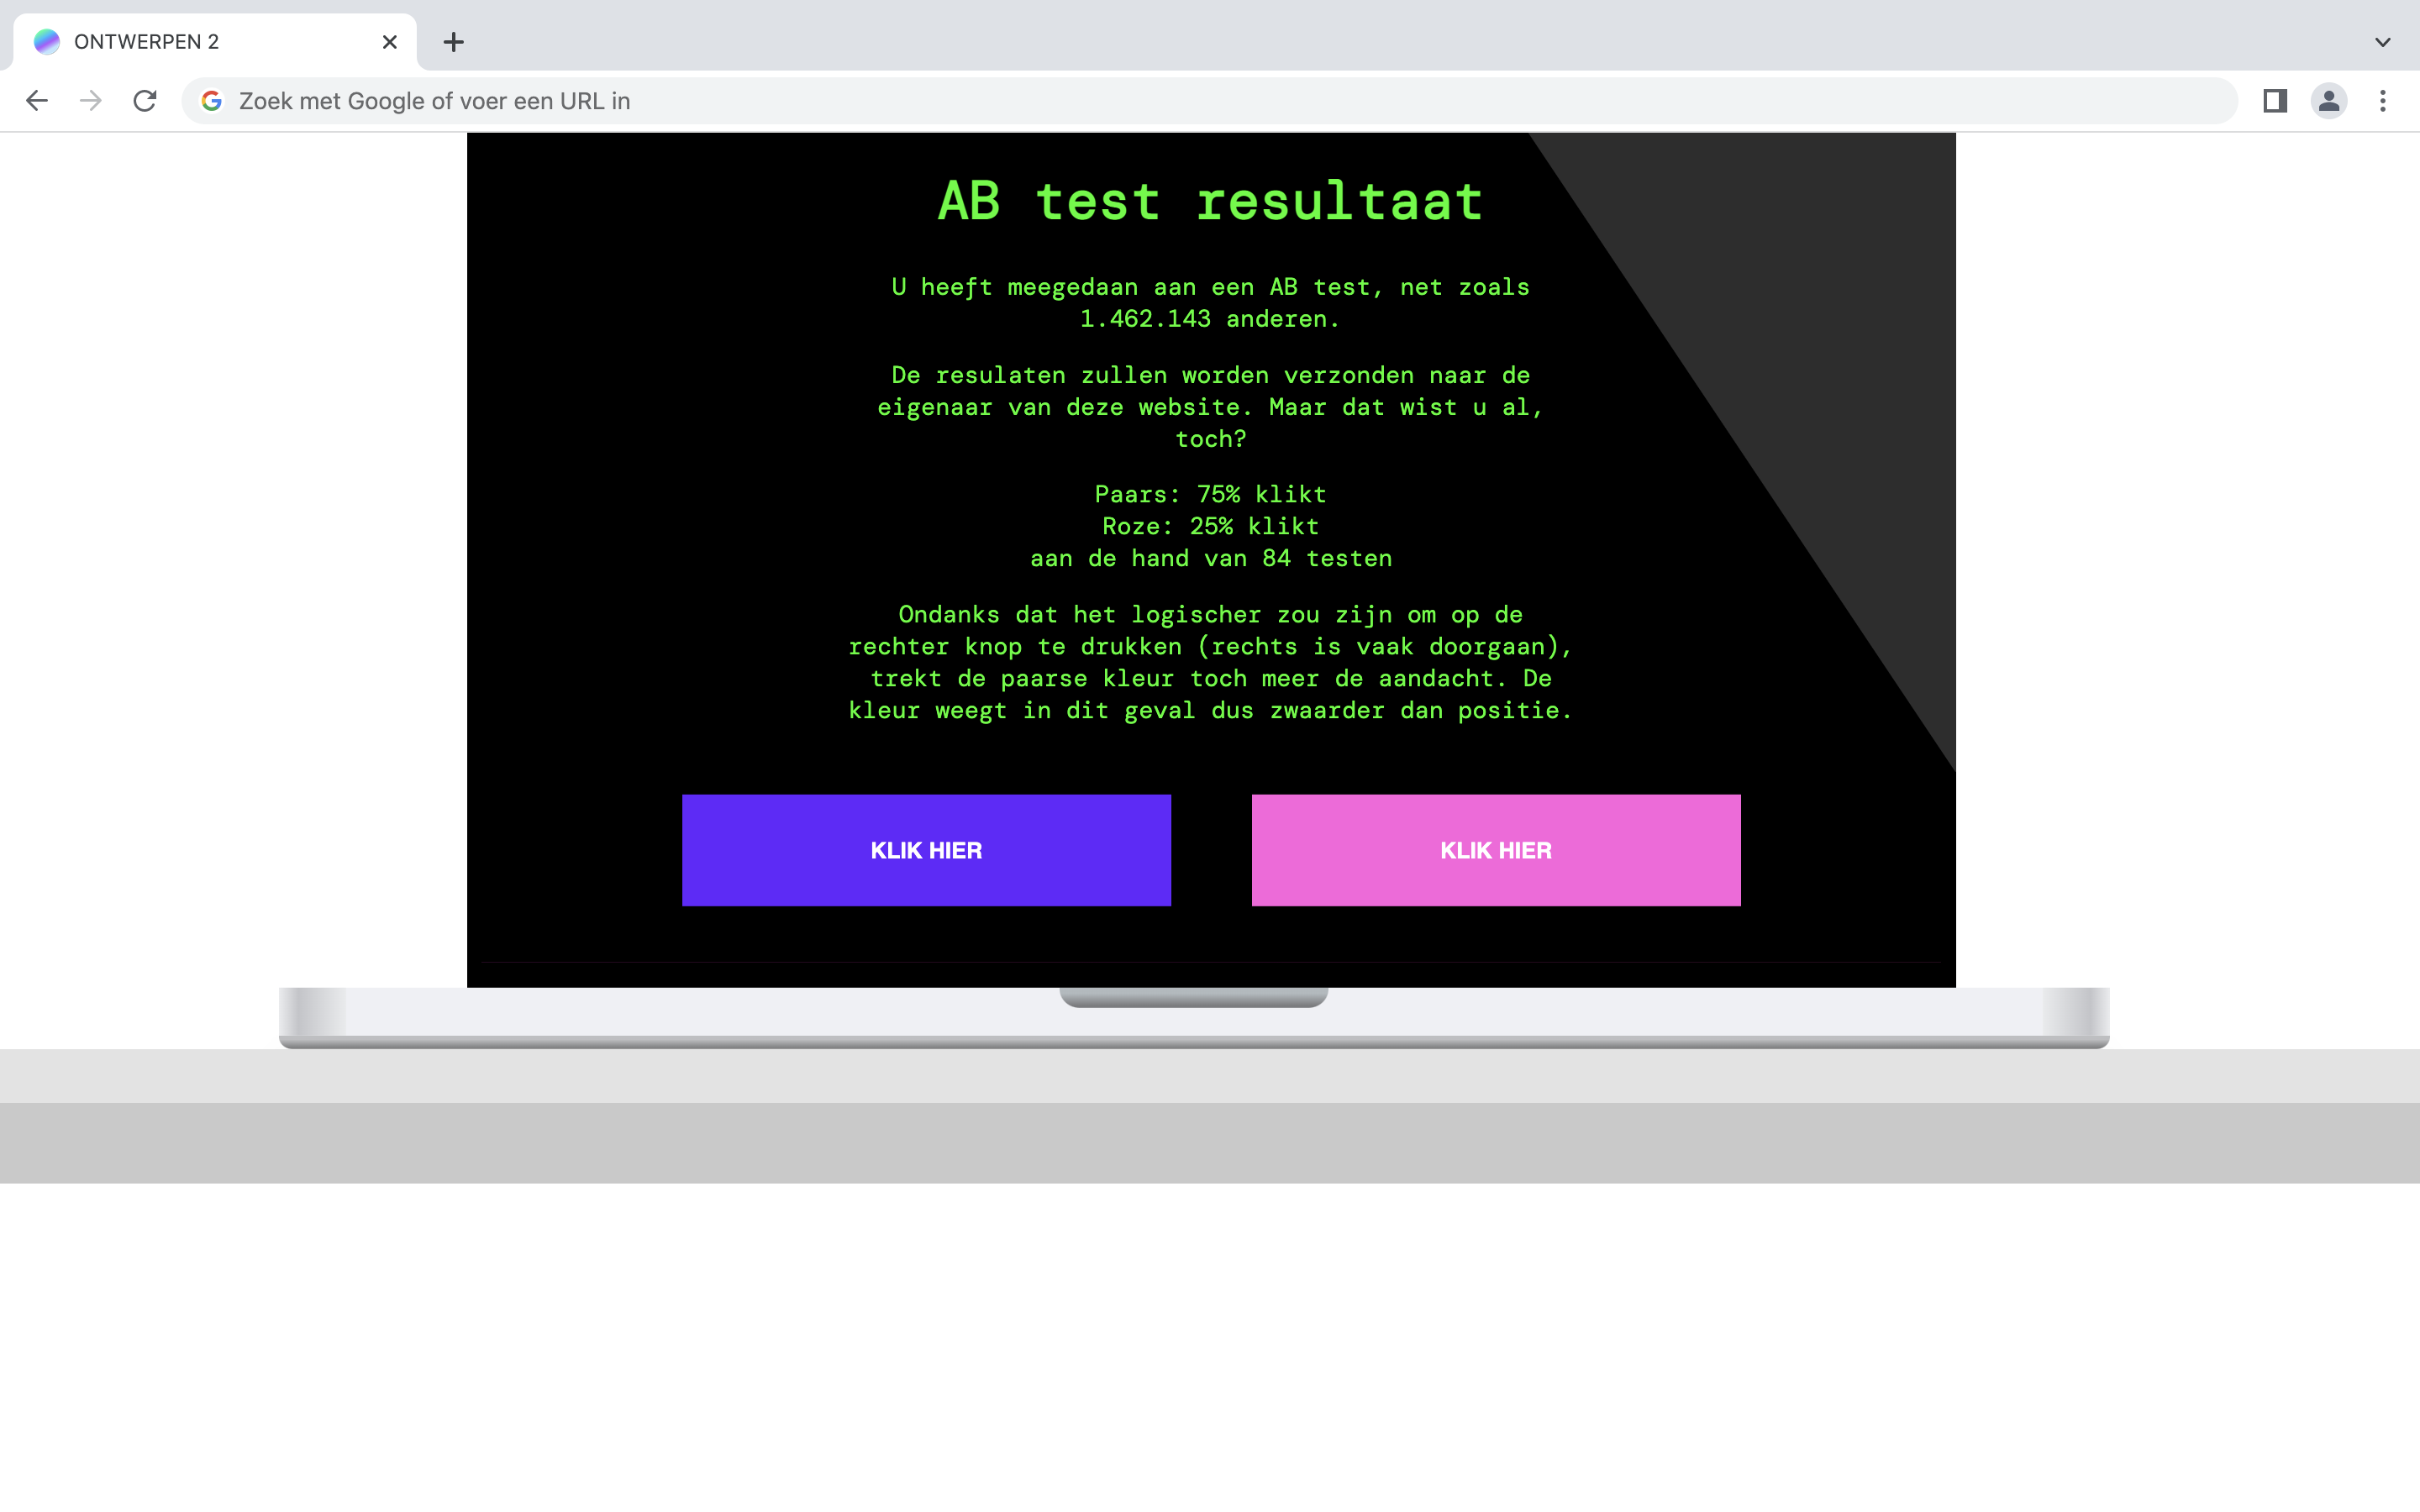 ONTWERPEN 2
Zoek met Google of voer een URL in
AB test resultaat
U heeft meegedaan aan een AB test, net zoals
1.462.143 anderen.
De resulaten zullen worden verzonden naar de
eigenaar van deze website. Maar dat wist u al,
toch?
Paars: 75% klikt
Roze: 25% klikt
aan de hand van 84 testen
Ondanks dat het logischer zou zijn om op de
rechter knop te drukken (rechts is vaak doorgaan),
trekt de paarse kleur toch meer de aandacht. De
kleur weegt in dit geval dus zwaarder dan positie.
KLIK HIER
KLIK HIER